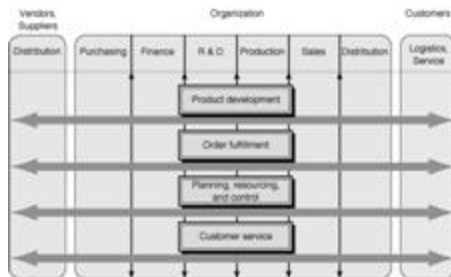 Vendors,
Suppliers
Organization
Customers
Distribution
Purchasing
Finance
R & D
Production
Sales
Distribution
Logistics,
Service
Product development
Order fulfillment
Planning, resourcing,
and control
Customer service